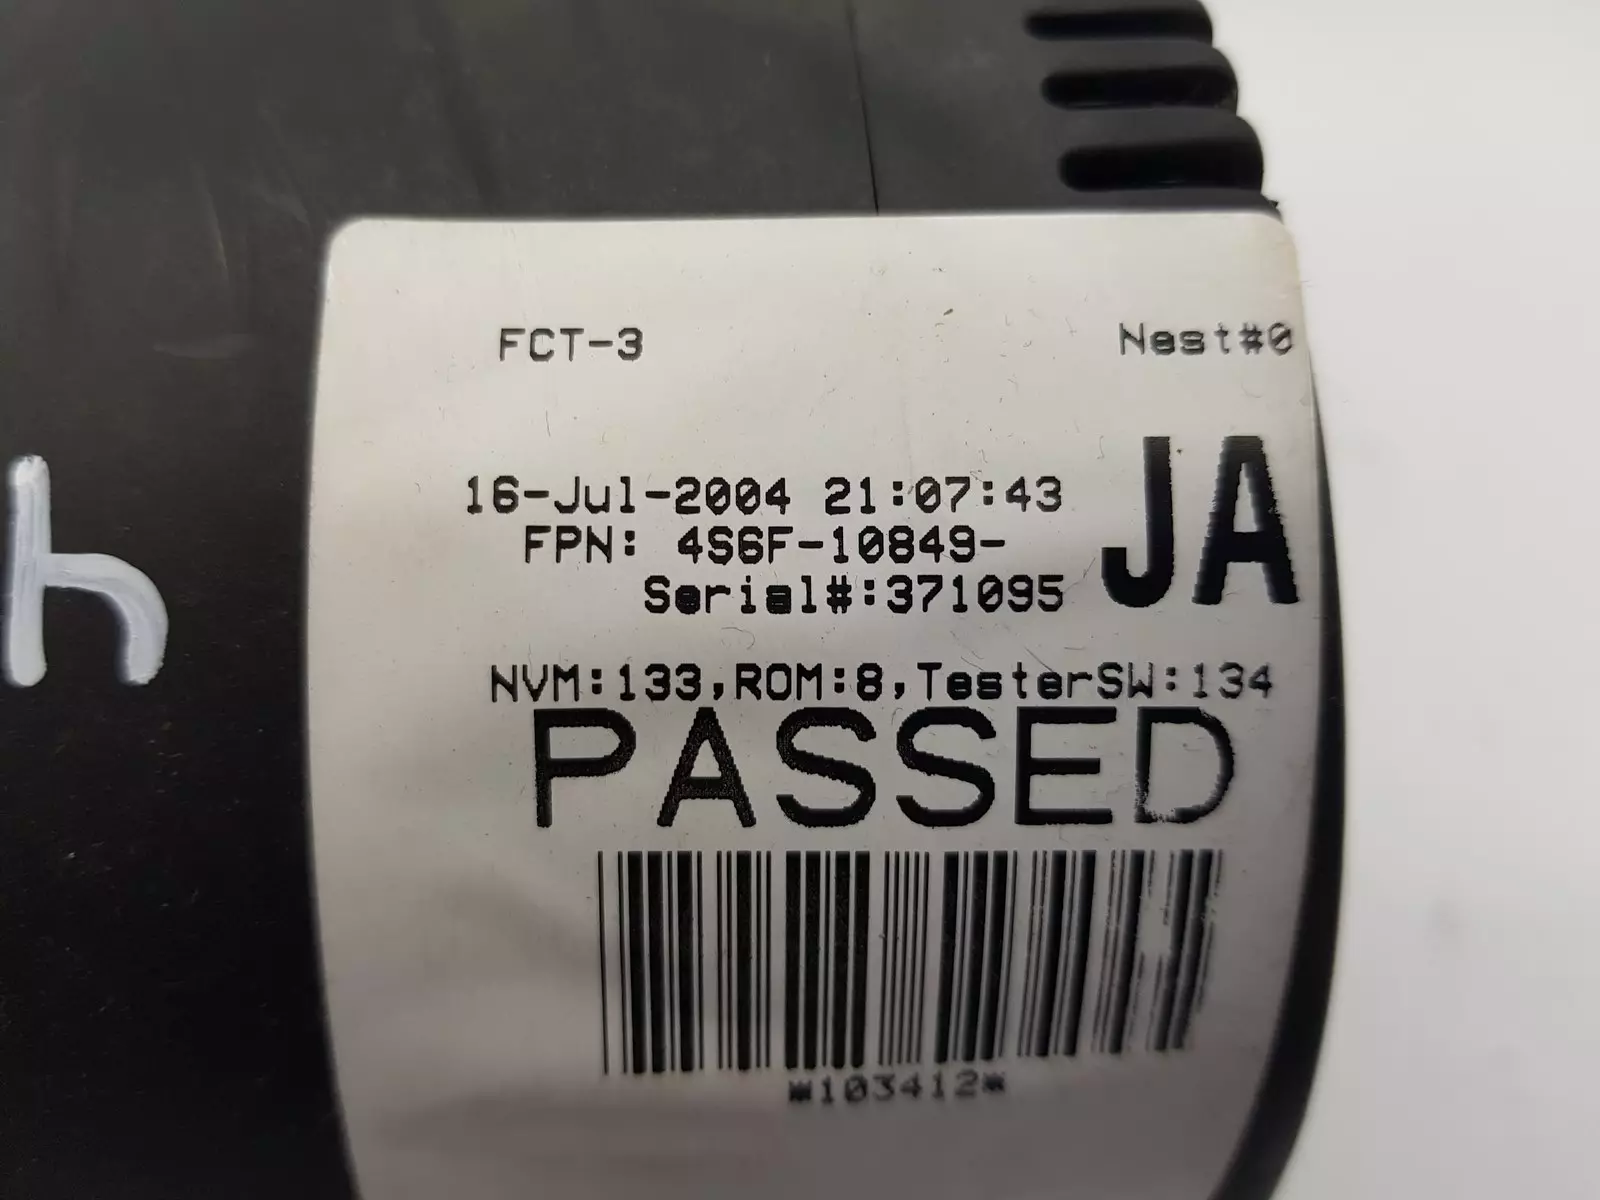 FCT-3 Nest#0
16-Jul-2004 21:07:43
FPN: 4S6F-10849- JA
Serial#:371095
NVM:133,ROM:8,TesterSW:134
PASSED
*103412*
h